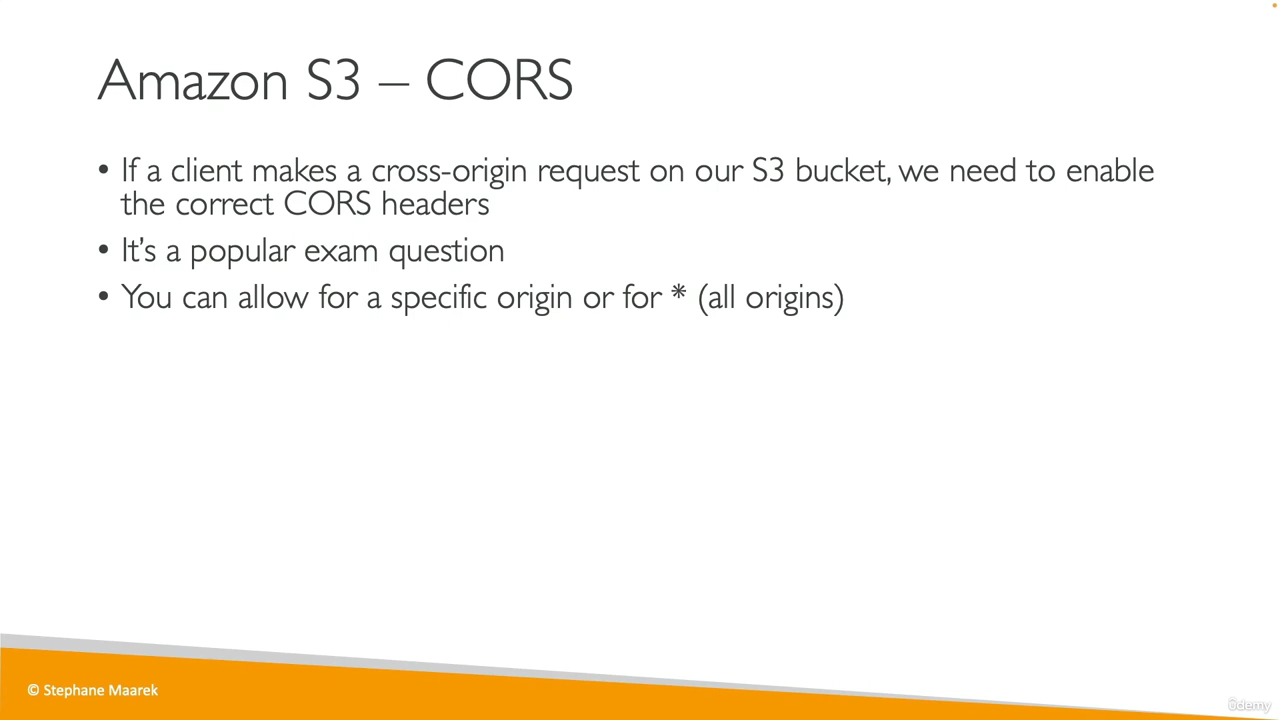 Amazon S3 – CORS
• If a client makes a cross-origin request on our S3 bucket, we need to enable
the correct CORS headers
• It's a popular exam question
• You can allow for a specific origin or for * (all origins)
© Stephane Maarek
ûdemy